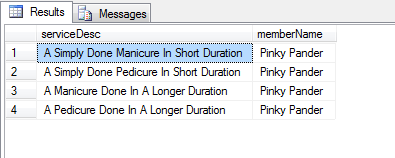 Results Messages
serviceDesc memberName
1 A Simply Done Manicure In Short Duration Pinky Pander
2 A Simply Done Pedicure In Short Duration Pinky Pander
3 A Manicure Done In A Longer Duration Pinky Pander
4 A Pedicure Done In A Longer Duration Pinky Pander